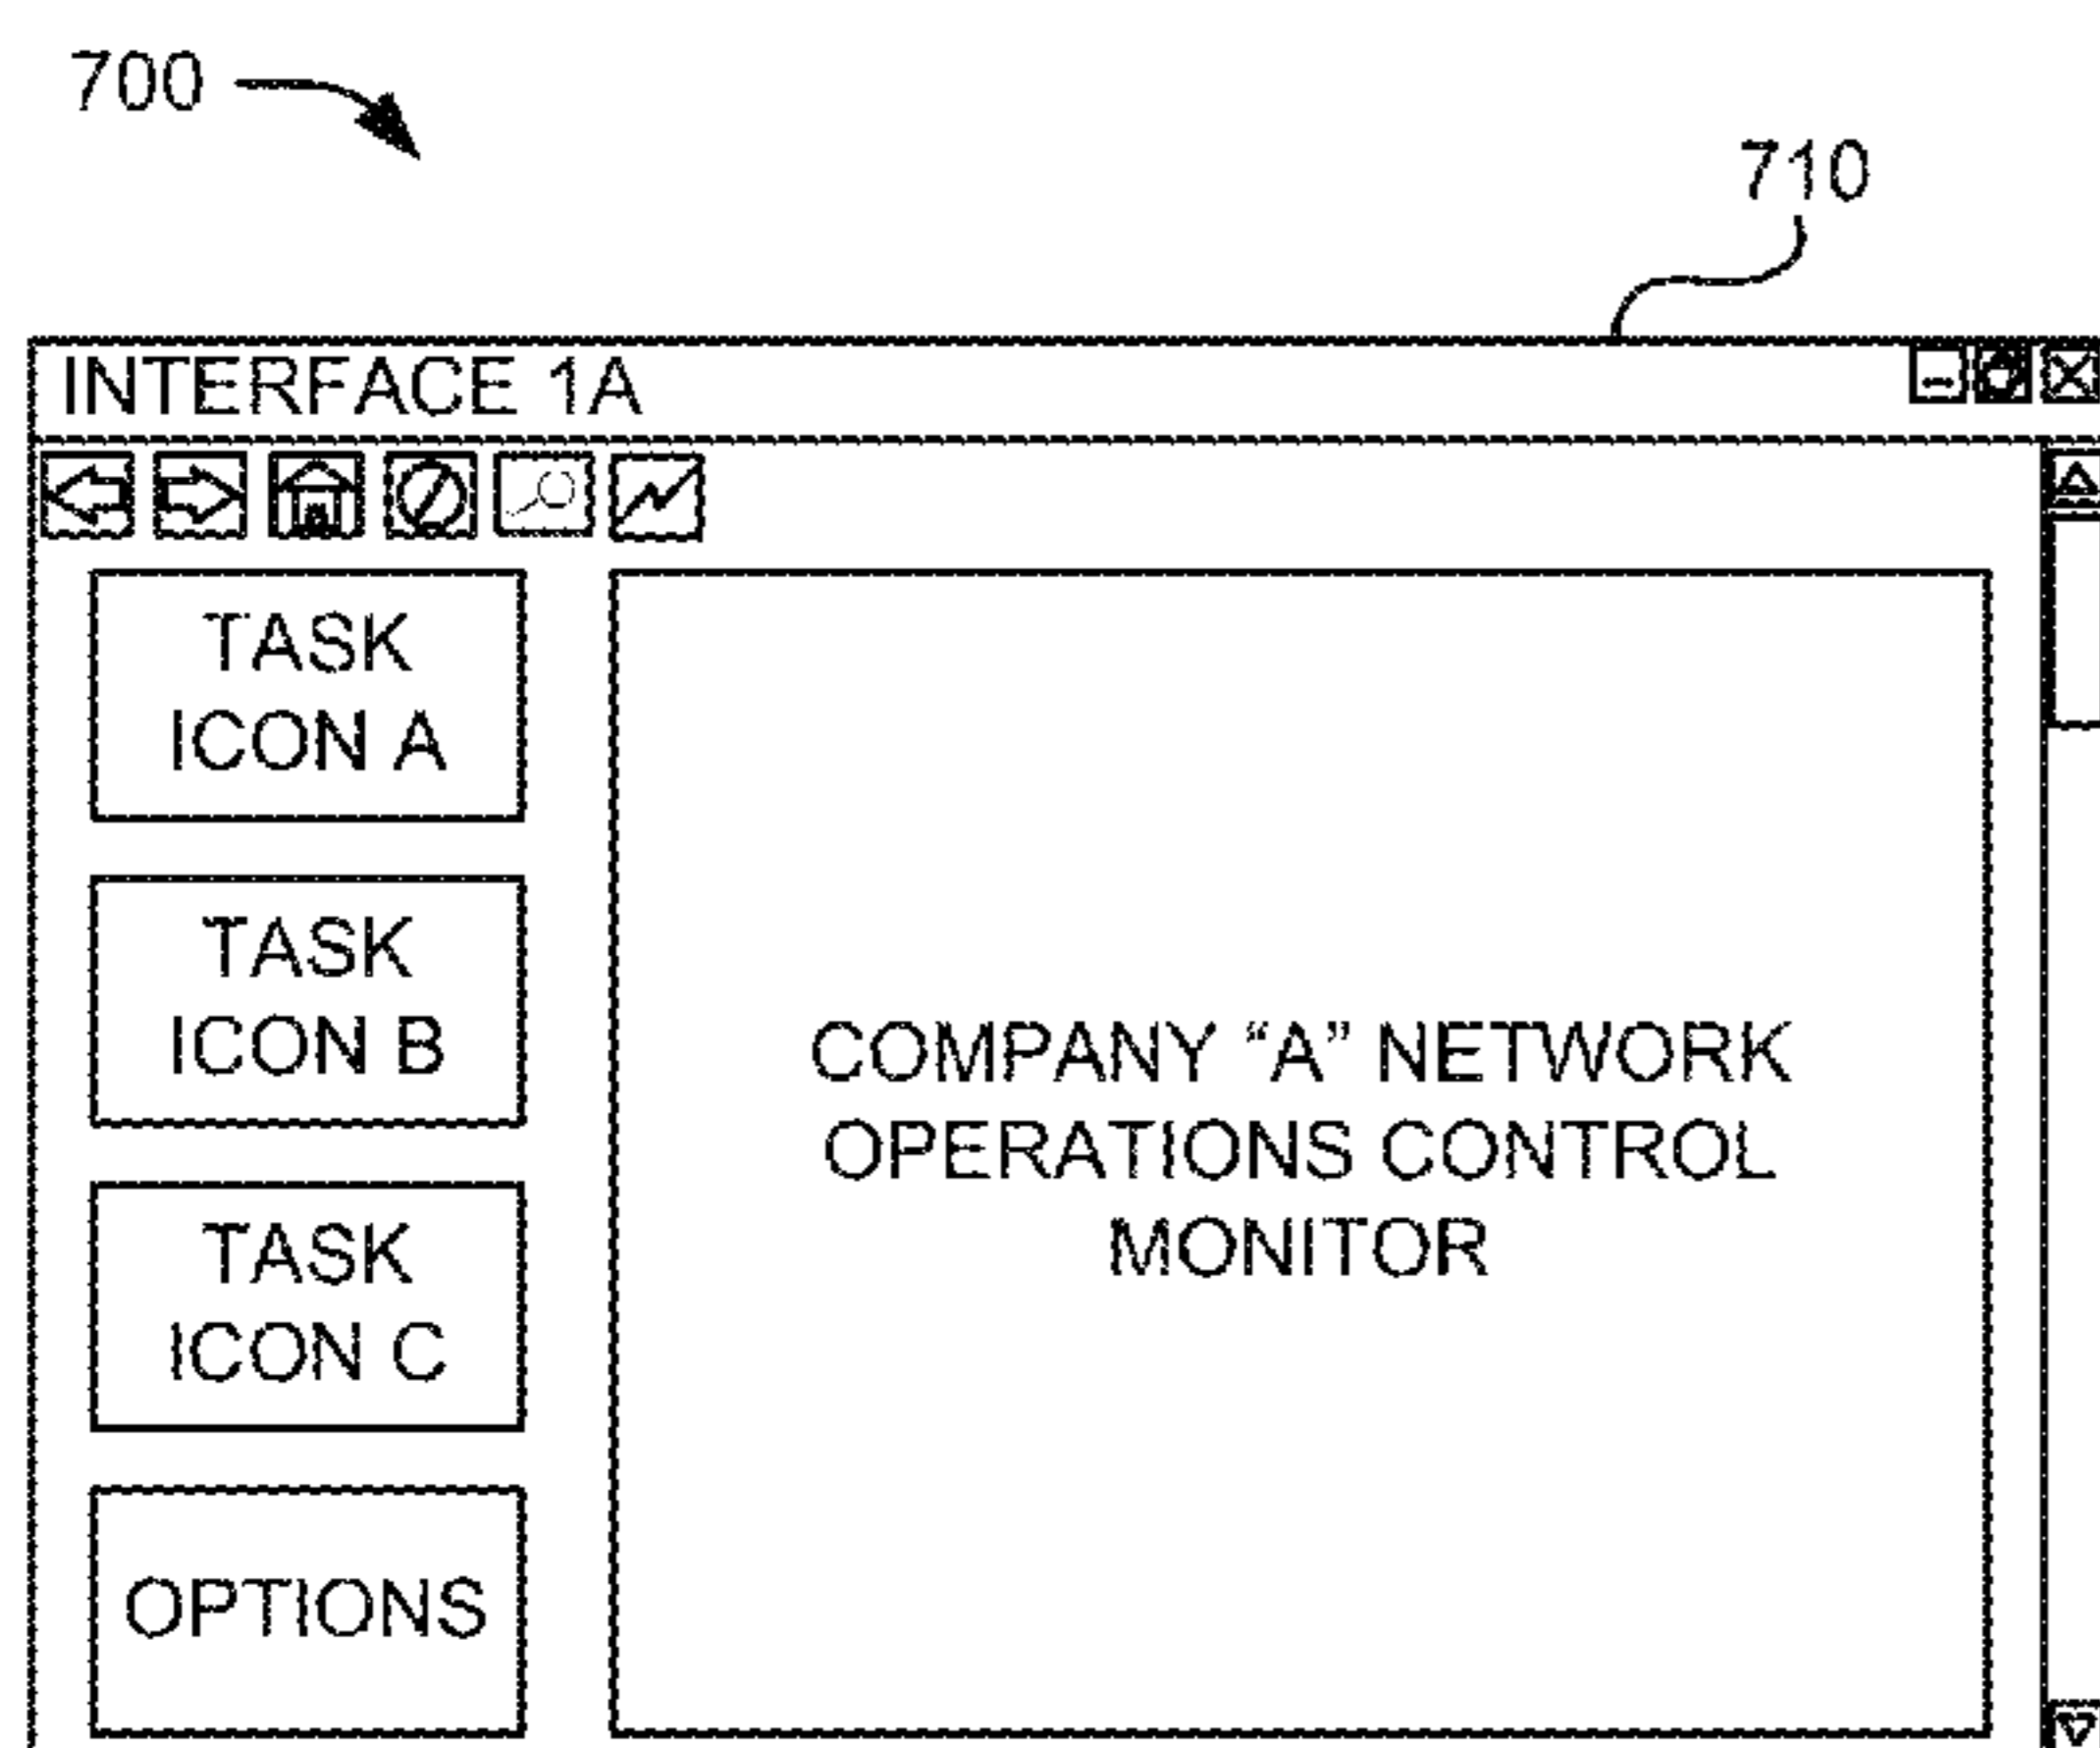 700
710
INTERFACE 1A
TASK
ICON A
TASK
ICON B
TASK
ICON C
OPTIONS
COMPANY “A” NETWORK
OPERATIONS CONTROL
MONITOR